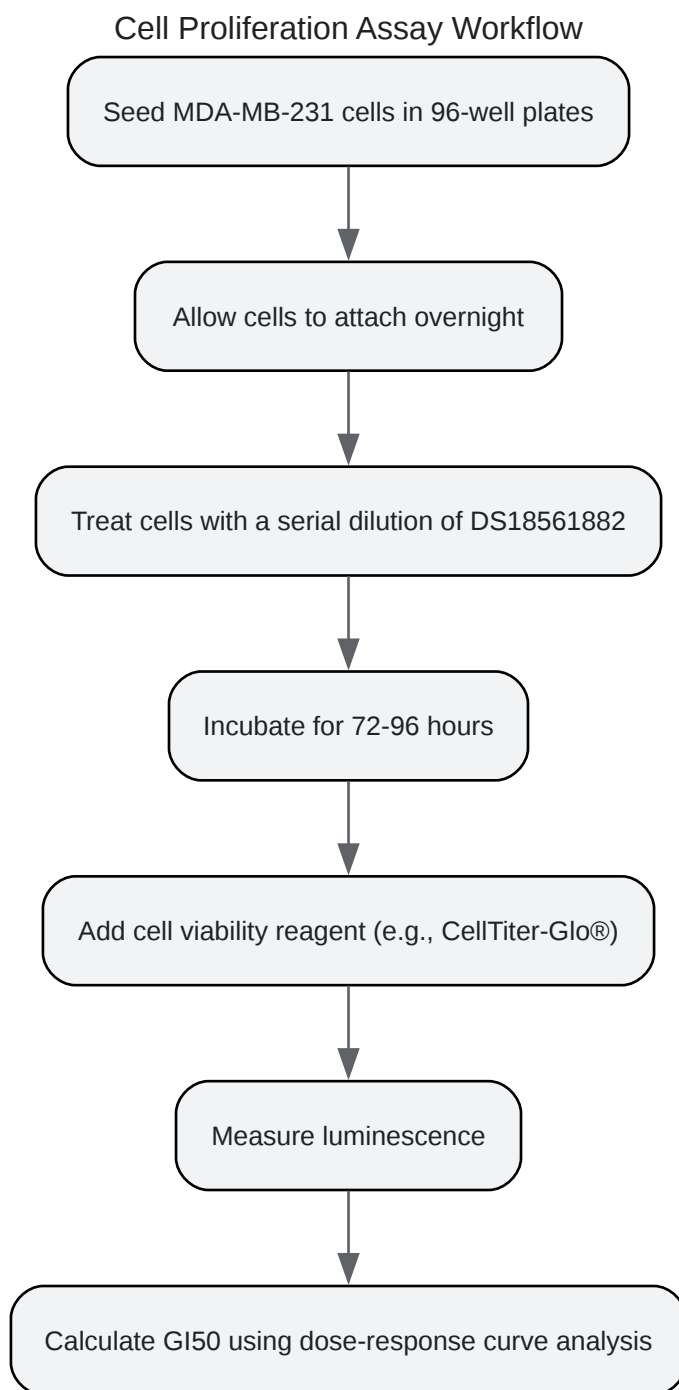 Cell Proliferation Assay Workflow
Seed MDA-MB-231 cells in 96-well plates
Allow cells to attach overnight
Treat cells with a serial dilution of DS18561882
Incubate for 72-96 hours
Add cell viability reagent (e.g., CellTiter-Glo®)
Measure luminescence
Calculate GI50 using dose-response curve analysis